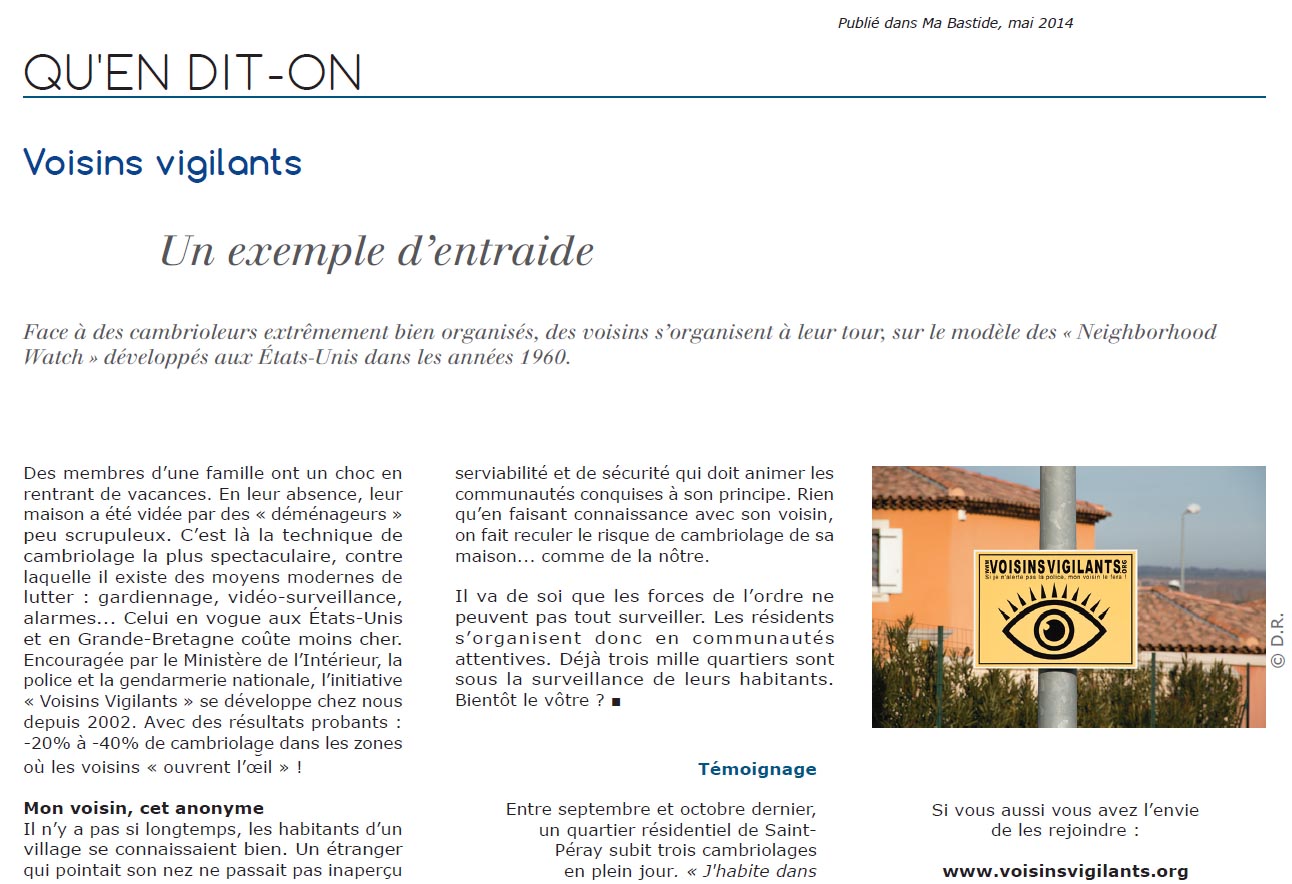 Publié dans Ma Bastide, mai 2014
QU'EN DIT-ON
Voisins vigilants
Un exemple d’entraide
Face à des cambrioleurs extrêmement bien organisés, des voisins s’organisent à leur tour, sur le modèle des « Neighborhood
Watch » développés aux États-Unis dans les années 1960.
Des membres d’une famille ont un choc en
rentrant de vacances. En leur absence, leur
maison a été vidée par des « déménageurs »
peu scrupuleux. C’est là la technique de
cambriolage la plus spectaculaire, contre
laquelle il existe des moyens modernes de
lutter : gardiennage, vidéo-surveillance,
alarmes... Celui en vogue aux États-Unis
et en Grande-Bretagne coûte moins cher.
Encouragée par le Ministère de l’Intérieur, la
police et la gendarmerie nationale, l’initiative
« Voisins Vigilants » se développe chez nous
depuis 2002. Avec des résultats probants :
-20% à -40% de cambriolage dans les zones
où les voisins « ouvrent l’œil » !
Mon voisin, cet anonyme
Il n’y a pas si longtemps, les habitants d’un
village se connaissaient bien. Un étranger
qui pointait son nez ne passait pas inaperçu
serviabilité et de sécurité qui doit animer les
communautés conquises à son principe. Rien
qu’en faisant connaissance avec son voisin,
on fait reculer le risque de cambriolage de sa
maison... comme de la nôtre.
Il va de soi que les forces de l’ordre ne
peuvent pas tout surveiller. Les résidents
s’organisent donc en communautés
attentives. Déjà trois mille quartiers sont
sous la surveillance de leurs habitants.
Bientôt le vôtre ? ■
Témoignage
Entre septembre et octobre dernier,
un quartier résidentiel de Saint-
Péray subit trois cambriolages
en plein jour. « J'habite dans
WWW.VOISINSVIGILANTS.ORG
Si je n'alerte pas la police, mon voisin le fera !
© D.R.
Si vous aussi vous avez l’envie
de les rejoindre :
www.voisinsvigilants.org